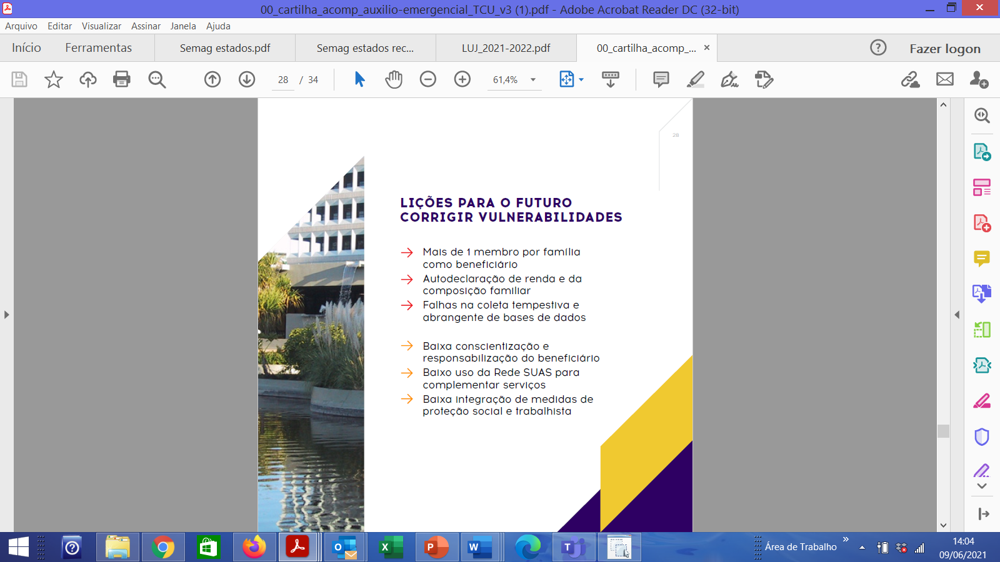 00_cartilha_acomp_auxilio-emergencial_TCU_v3 (1).pdf - Adobe Acrobat Reader DC (32-bit)
Arquivo Editar Visualizar Assinar Janela Ajuda
Início Ferramentas Semag estados.pdf Semag estados rec... LUJ_2021-2022.pdf 00_cartilha_acomp_... × Fazer logon
28 / 34 61,4%
28
LIÇÕES PARA O FUTURO
CORRIGIR VULNERABILIDADES
Mais de 1 membro por família
como beneficiário
Autodeclaração de renda e da
composição familiar
Falhas na coleta tempestiva e
abrangente de bases de dados
Baixa conscientização e
responsabilização do beneficiário
Baixo uso da Rede SUAS para
complementar serviços
Baixa integração de medidas de
proteção social e trabalhista
Área de Trabalho
14:04
09/06/2021